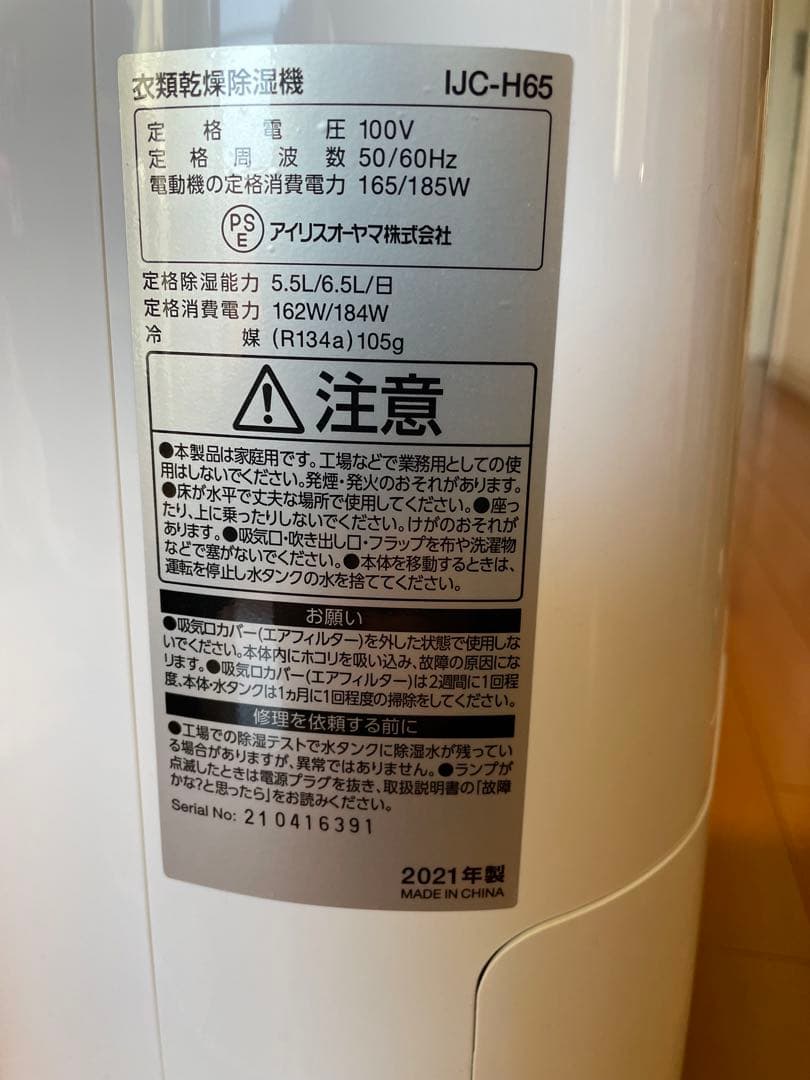 衣類乾燥除湿機 IJC-H65
定格電圧 100V
定格周波数 50/60Hz
電動機の定格消費電力 165/185W
PSE アイリスオーヤマ株式会社
定格除湿能力 5.5L/6.5L/日
定格消費電力 162W/184W
冷媒 (R134a)105g
注意
●本製品は家庭用です。工場などで業務用としての使
用はしないでください。発煙・発火のおそれがあります。
●床が水平で丈夫な場所で使用してください。●座っ
たり、上に乗ったりしないでください。けがのおそれが
あります。●吸気口・吹き出し口・フラップを布や洗濯物
などで塞がないでください。●本体を移動するときは、
運転を停止し水タンクの水を捨ててください。
お願い
●吸気口カバー(エアフィルター)を外した状態で使用しな
いでください。本体内にホコリを吸い込み、故障の原因にな
ります。●吸気口カバー(エアフィルター)は2週間に1回程
度、本体・水タンクは1ヵ月に1回程度の掃除をしてください。
修理を依頼する前に
●工場での除湿テストで水タンクに除湿水が残ってい
る場合がありますが、異常ではありません。●ランプが
点滅したときは電源プラグを抜き、取扱説明書の「故障
かな?と思ったら」をお読みください。
Serial No: 210416391
2021年製
MADE IN CHINA